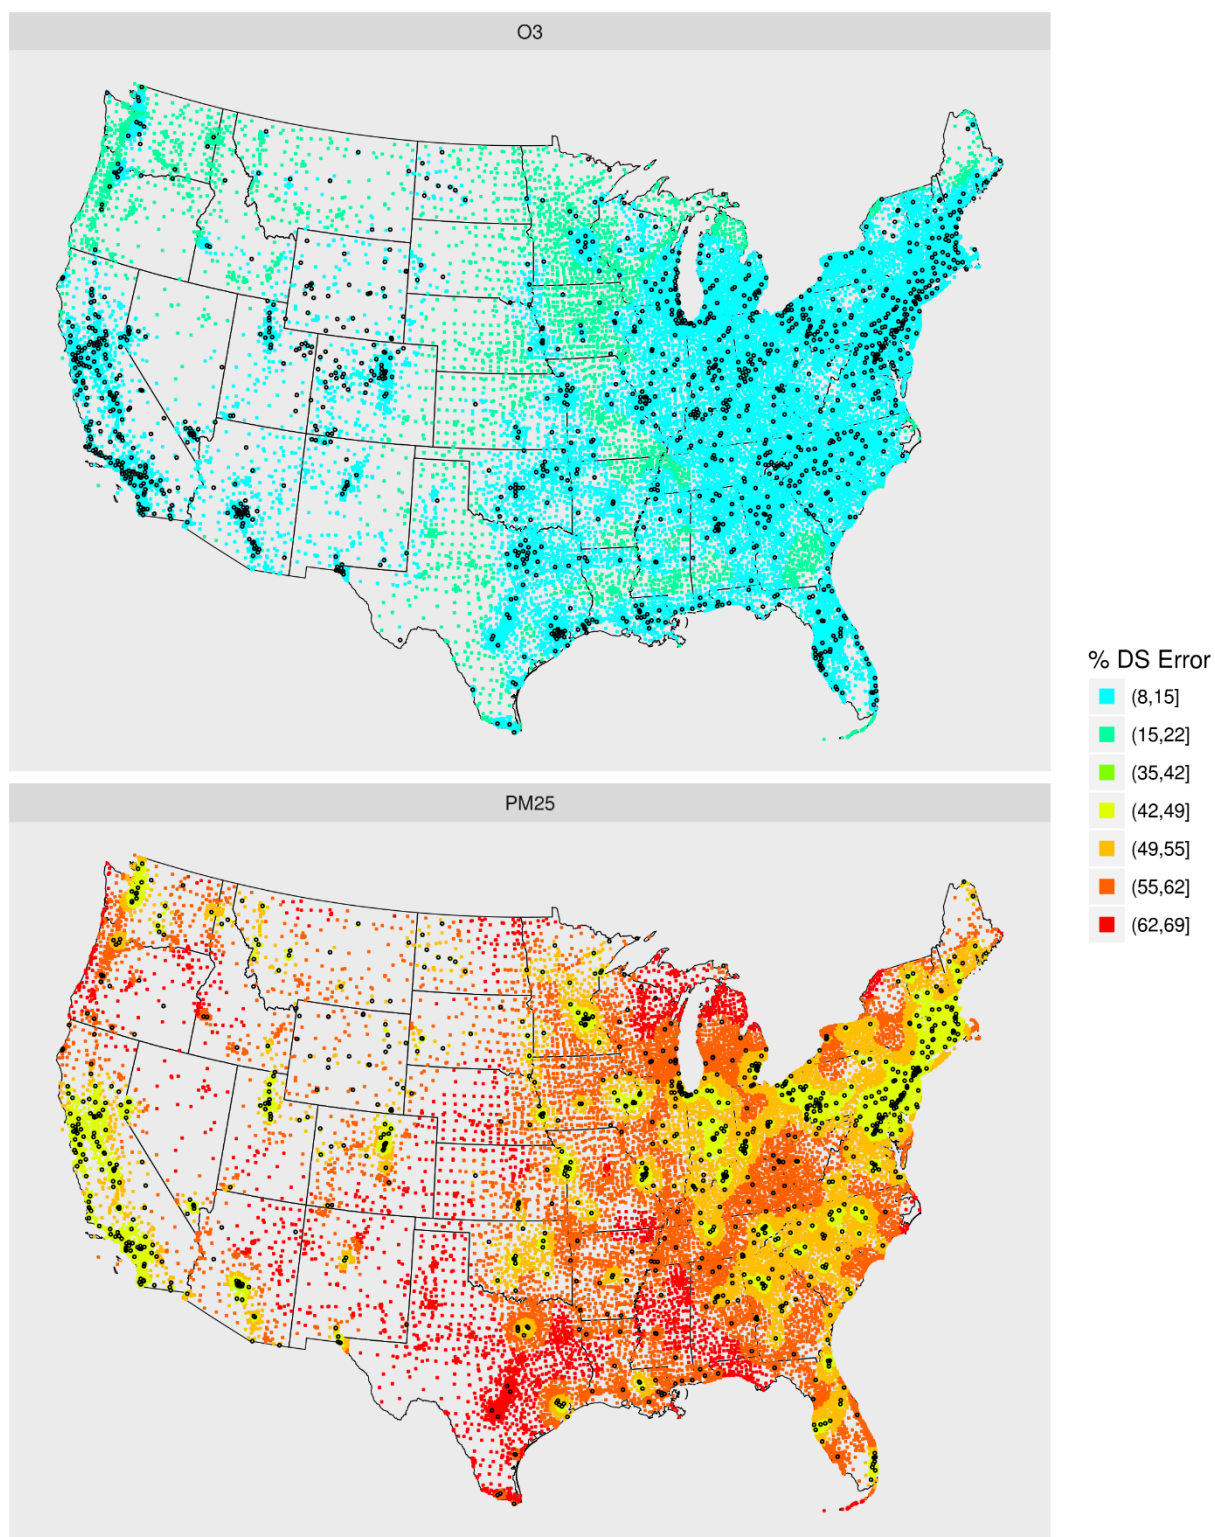 O3
% DS Error
(8,15]
(15,22]
(35,42]
(42,49]
(49,55]
(55,62]
(62,69]
PM25